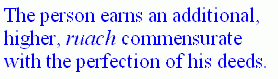 The person earns an additional,
higher, ruach commensurate
with the perfection of his deeds.